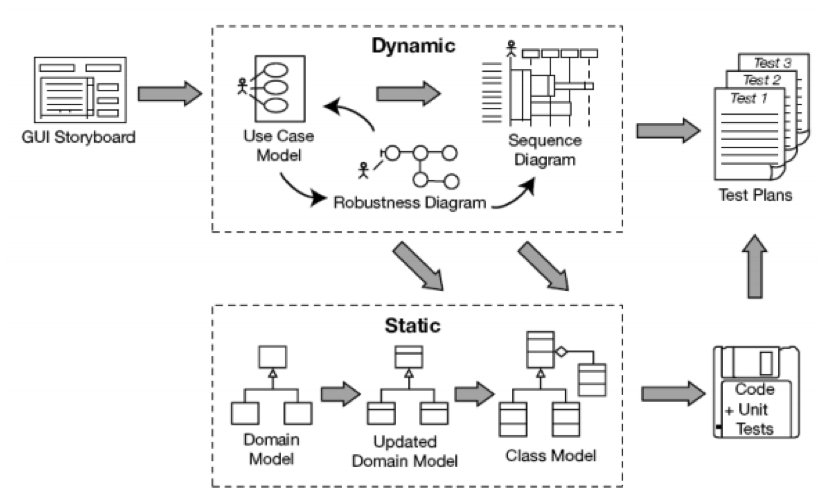 Dynamic
GUI Storyboard
Use Case
Model
Sequence
Diagram
Robustness Diagram
Test 3
Test 2
Test 1
Test Plans
Static
Domain
Model
Updated
Domain Model
Class Model
Code
+ Unit
Tests